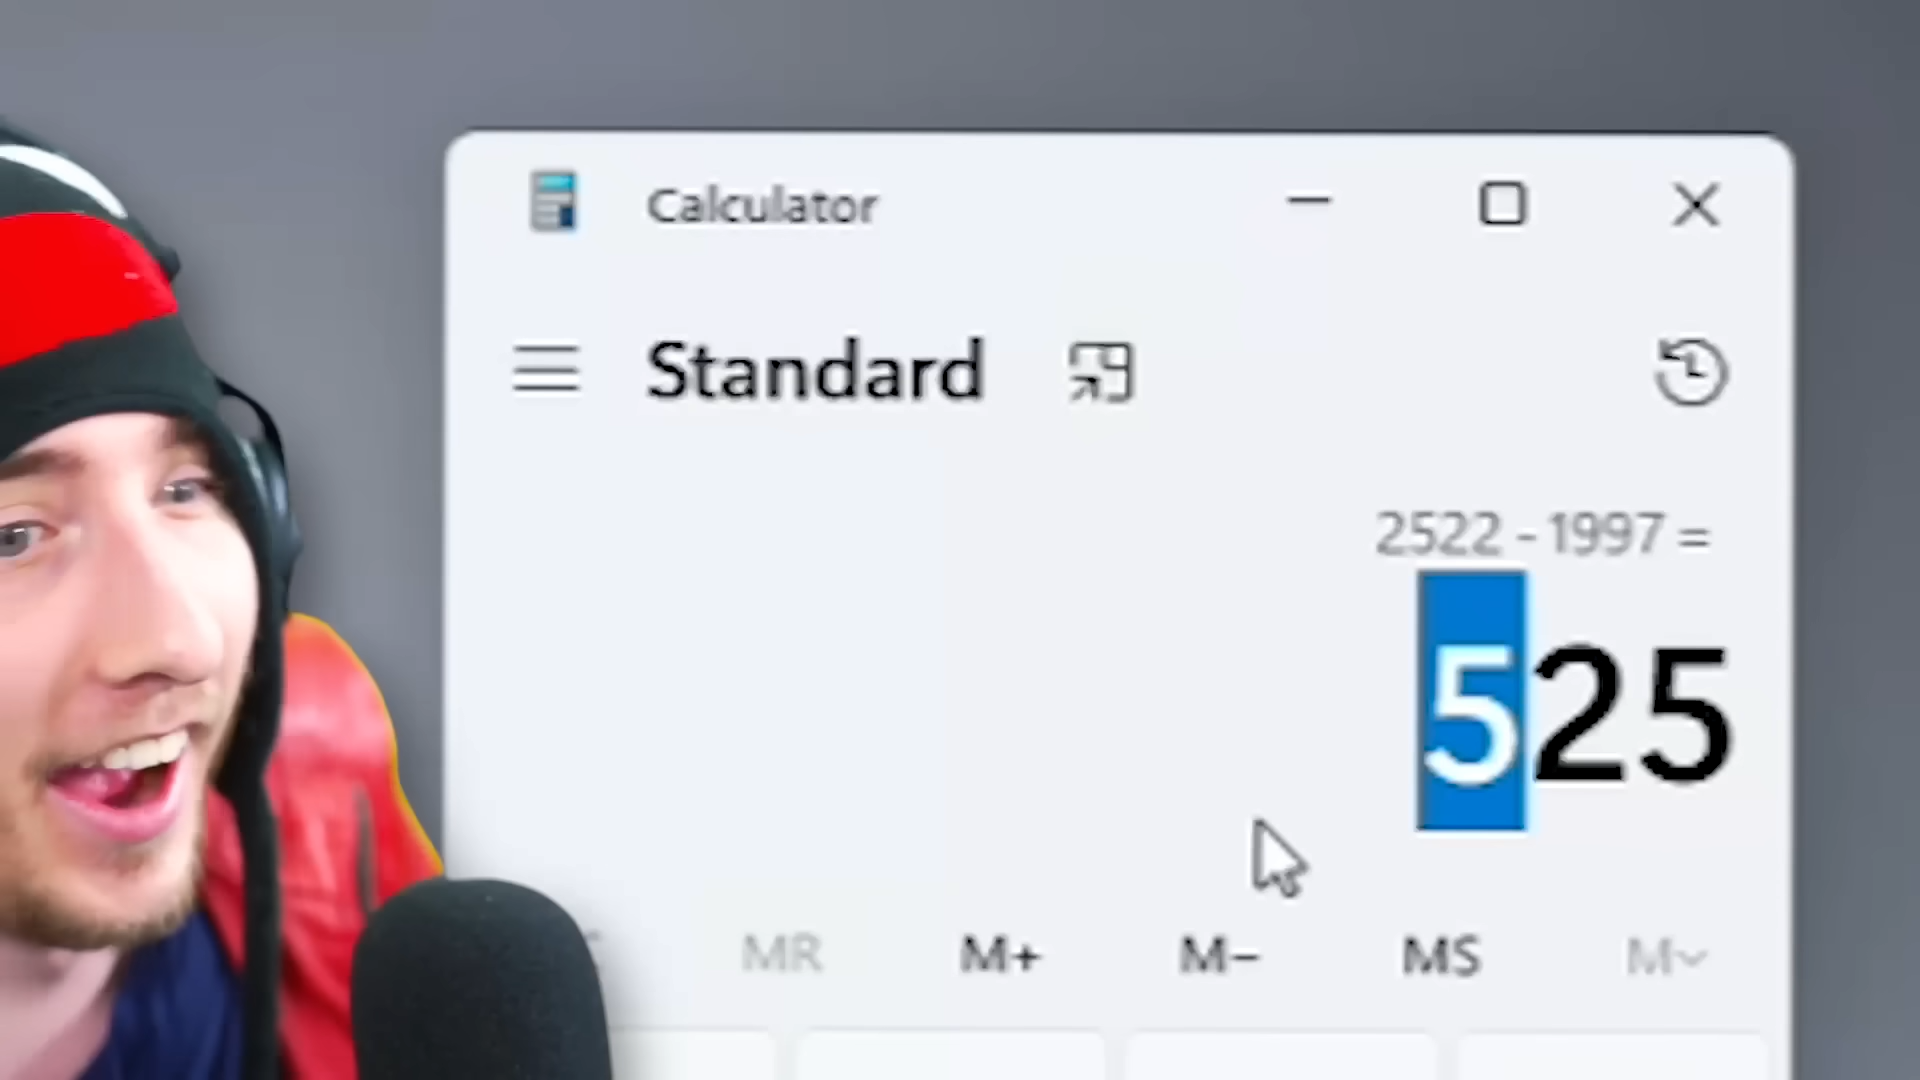 Calculator
Standard
2522 - 1997 =
525
MR M+ M- MS M